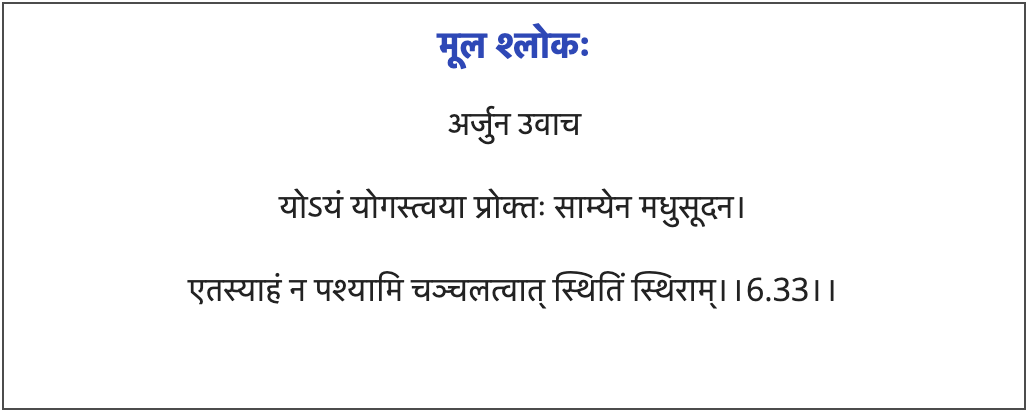 मूल श्लोकः
अर्जुन उवाच
योऽयं योगस्त्वया प्रोक्तः साम्येन मधुसूदन।
एतस्याहं न पश्यामि चञ्चलत्वात् स्थितिं स्थिराम्।।6.33।।